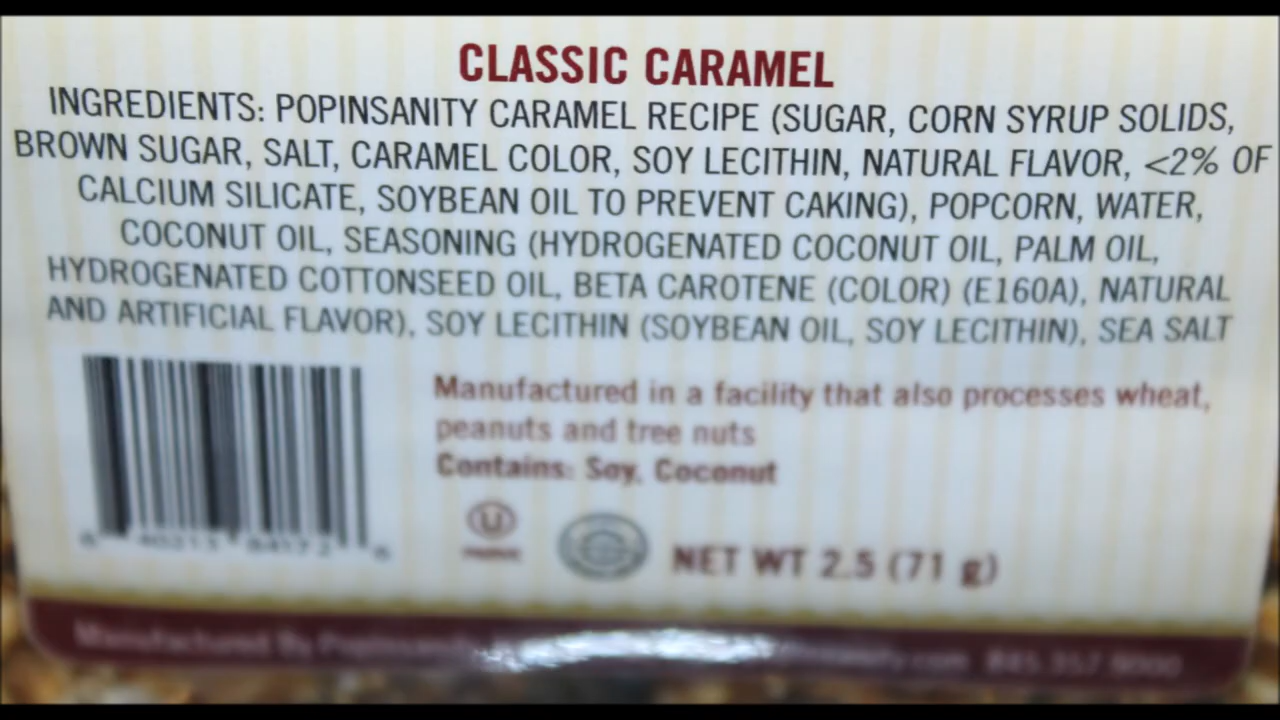 CLASSIC CARAMEL
INGREDIENTS: POPINSANITY CARAMEL RECIPE (SUGAR, CORN SYRUP SOLIDS,
BROWN SUGAR, SALT, CARAMEL COLOR, SOY LECITHIN, NATURAL FLAVOR, <2% OF
CALCIUM SILICATE, SOYBEAN OIL TO PREVENT CAKING), POPCORN, WATER,
COCONUT OIL, SEASONING (HYDROGENATED COCONUT OIL, PALM OIL,
HYDROGENATED COTTONSEED OIL, BETA CAROTENE (COLOR) (E160A), NATURAL
AND ARTIFICIAL FLAVOR), SOY LECITHIN (SOYBEAN OIL, SOY LECITHIN), SEA SALT
Manufactured in a facility that also processes wheat,
peanuts and tree nuts
Contains: Soy, Coconut
U
NET WT 2.5 (71 g)
Manufactured By